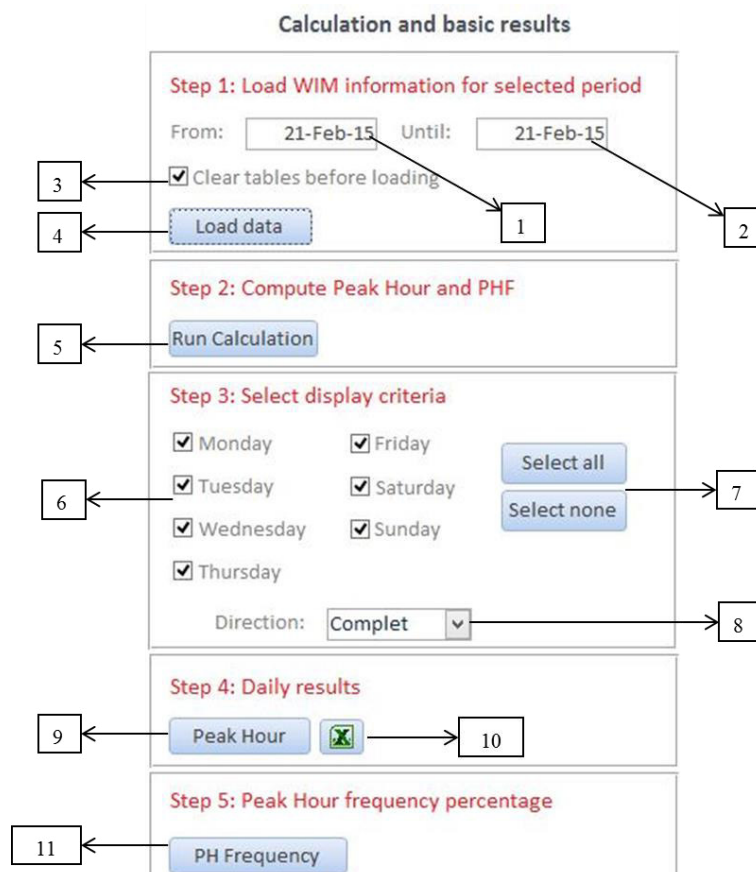 Calculation and basic results
Step 1: Load WIM information for selected period
From: 21-Feb-15 Until: 21-Feb-15
3 Clear tables before loading
4 Load data 1 2
Step 2: Compute Peak Hour and PHF
5 Run Calculation
Step 3: Select display criteria
Monday Friday
Select all
6 Tuesday Saturday 7
Select none
Wednesday Sunday
Thursday
Direction: Complet 8
Step 4: Daily results
9 Peak Hour 10
Step 5: Peak Hour frequency percentage
11 PH Frequency